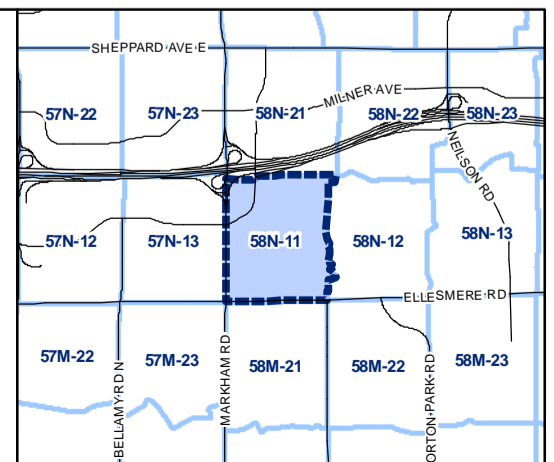 SHEPPARD AVE E
MILNER AVE
57N-22
57N-23
58N-21
58N-22
58N-23
NEILSON RD
57N-12
57N-13
58N-11
58N-12
58N-13
ELLESMERE RD
57M-22
57M-23
58M-21
58M-22
58M-23
BELLAMY RD N
MARKHAM RD
ORTON PARK RD